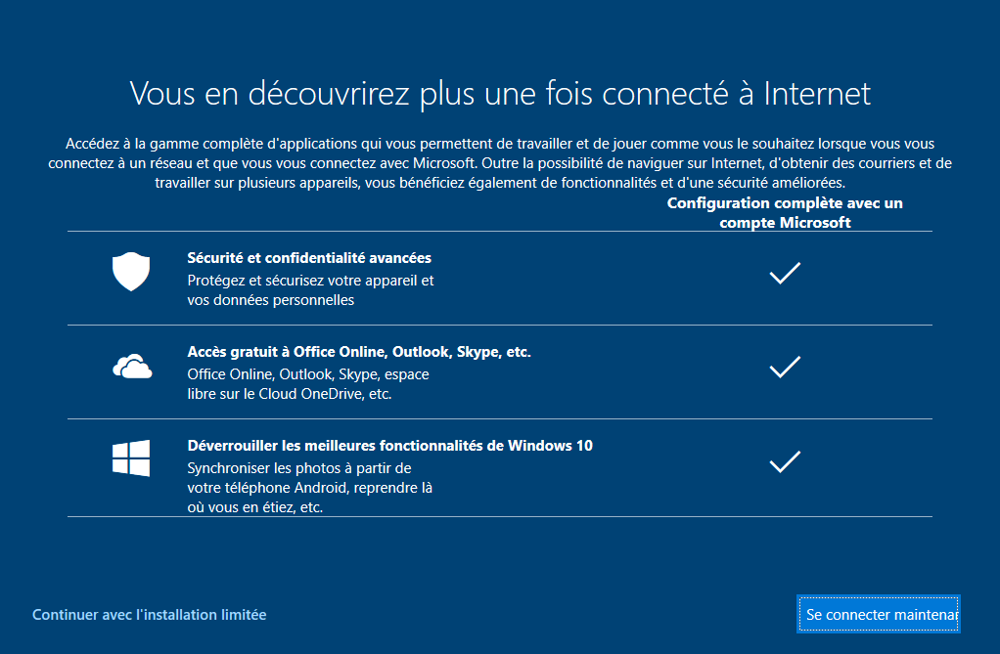 Vous en découvrirez plus une fois connecté à Internet
Accédez à la gamme complète d'applications qui vous permettent de travailler et de jouer comme vous le souhaitez lorsque vous vous
connectez à un réseau et que vous vous connectez avec Microsoft. Outre la possibilité de naviguer sur Internet, d'obtenir des courriers et de
travailler sur plusieurs appareils, vous bénéficiez également de fonctionnalités et d'une sécurité améliorées.
Configuration complète avec un
compte Microsoft
Sécurité et confidentialité avancées
Protégez et sécurisez votre appareil et
vos données personnelles
Accès gratuit à Office Online, Outlook, Skype, etc.
Office Online, Outlook, Skype, espace
libre sur le Cloud OneDrive, etc.
Déverrouiller les meilleures fonctionnalités de Windows 10
Synchroniser les photos à partir de
votre téléphone Android, reprendre là
où vous en étiez, etc.
Continuer avec l'installation limitée
Se connecter maintenan